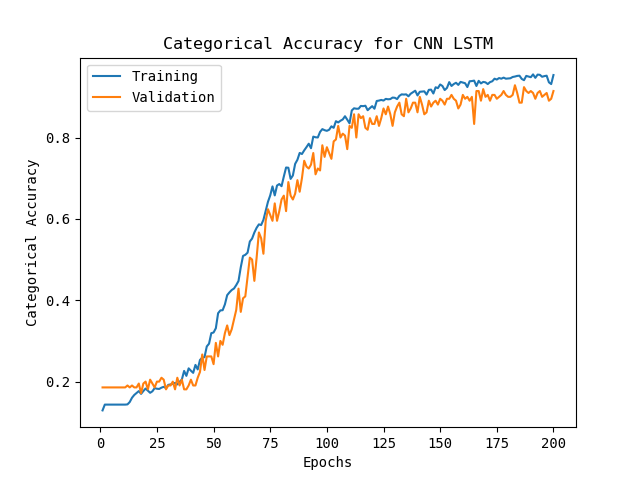 Categorical Accuracy for CNN LSTM
Training
Validation
Categorical Accuracy
0.8
0.6
0.4
0.2
0 25 50 75 100 125 150 175 200
Epochs